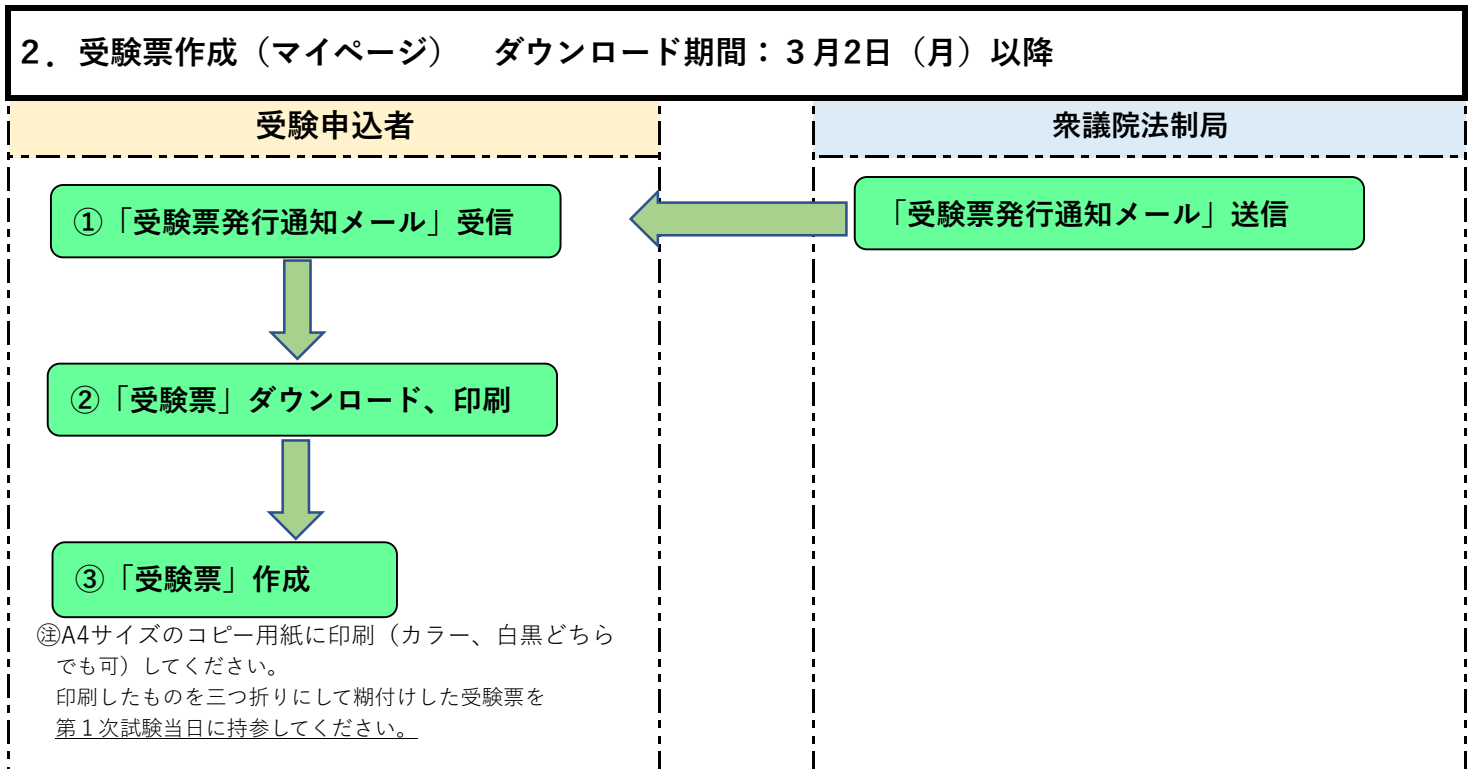 ２．受験票作成（マイページ）　ダウンロード期間：３月2日（月）以降
受験申込者
衆議院法制局
①「受験票発行通知メール」受信
「受験票発行通知メール」送信
②「受験票」ダウンロード、印刷
③「受験票」作成
㊟A4サイズのコピー用紙に印刷（カラー、白黒どちら
でも可）してください。
印刷したものを三つ折りにして糊付けした受験票を
第１次試験当日に持参してください。